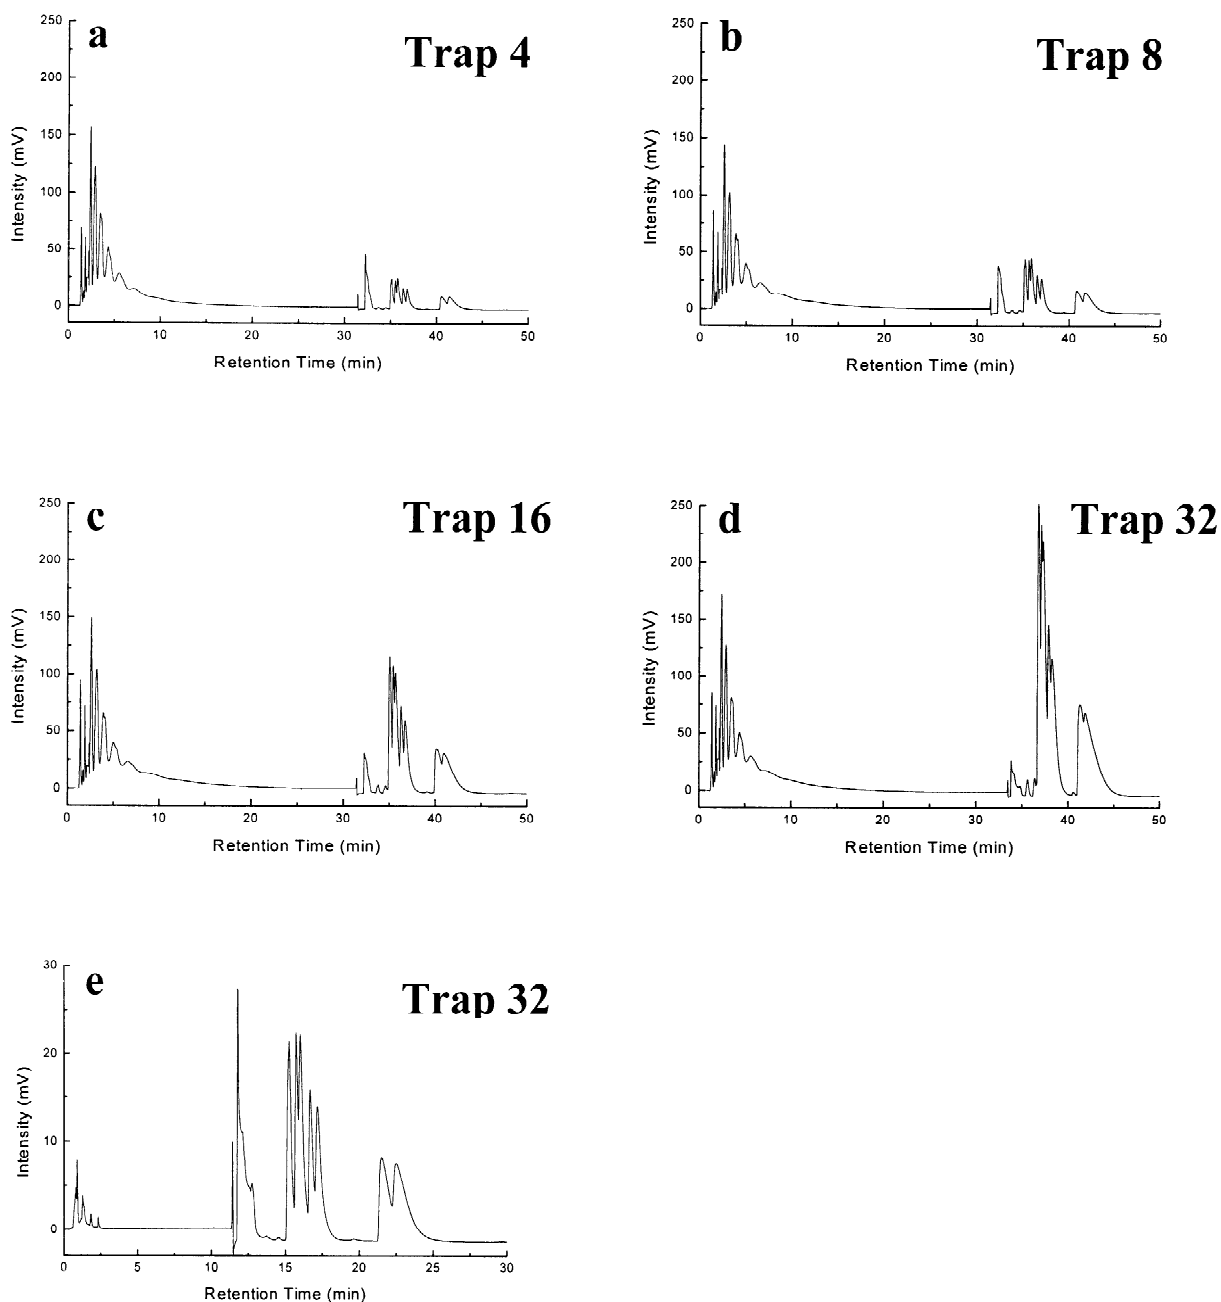 a
Trap 4
250
200
150
100
50
0
Intensity (mV)
0 10 20 30 40 50
Retention Time (min)
b
Trap 8
250
200
150
100
50
0
Intensity (mV)
0 10 20 30 40 50
Retention Time (min)
c
Trap 16
250
200
150
100
50
0
Intensity (mV)
0 10 20 30 40 50
Retention Time (min)
d
Trap 32
250
200
150
100
50
0
Intensity (mV)
0 10 20 30 40 50
Retention Time (min)
e
Trap 32
30
20
10
0
Intensity (mV)
0 5 10 15 20 25 30
Retention Time (min)